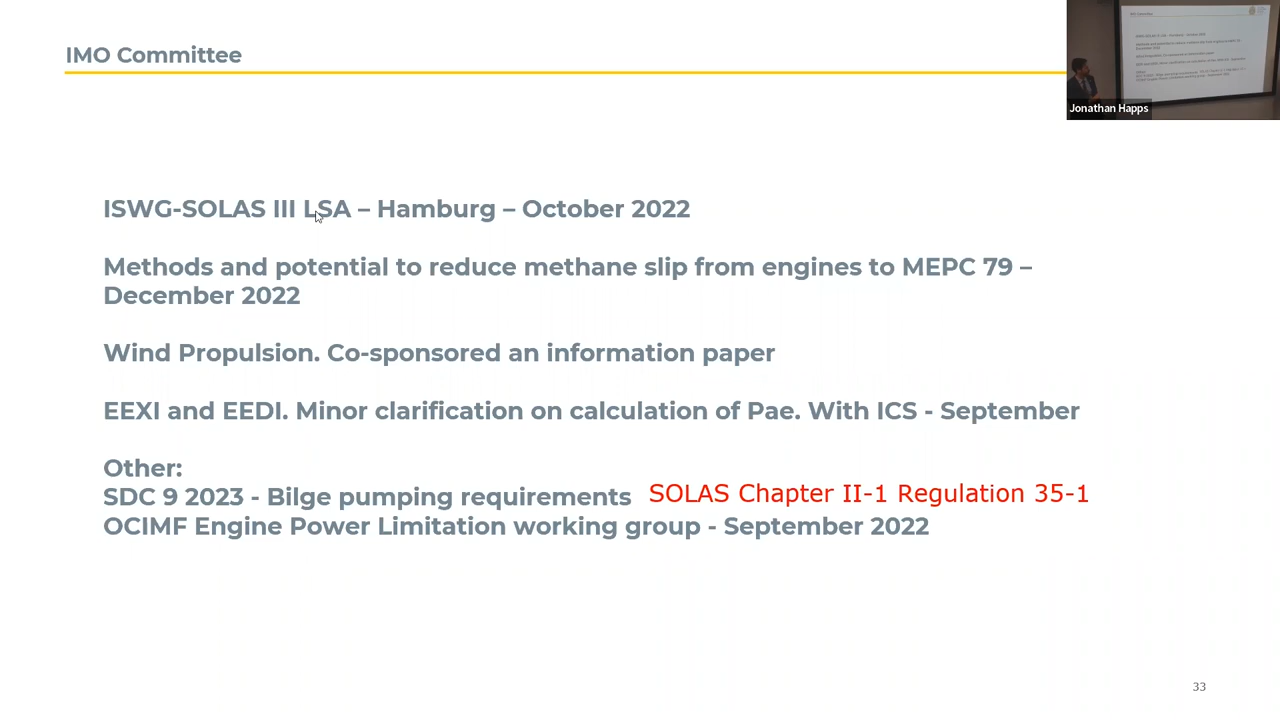 IMO Committee
Jonathan Happs
ISWG-SOLAS III LSA – Hamburg – October 2022
Methods and potential to reduce methane slip from engines to MEPC 79 –
December 2022
Wind Propulsion. Co-sponsored an information paper
EEXI and EEDI. Minor clarification on calculation of Pae. With ICS - September
Other:
SDC 9 2023 - Bilge pumping requirements SOLAS Chapter II-1 Regulation 35-1
OCIMF Engine Power Limitation working group - September 2022
33